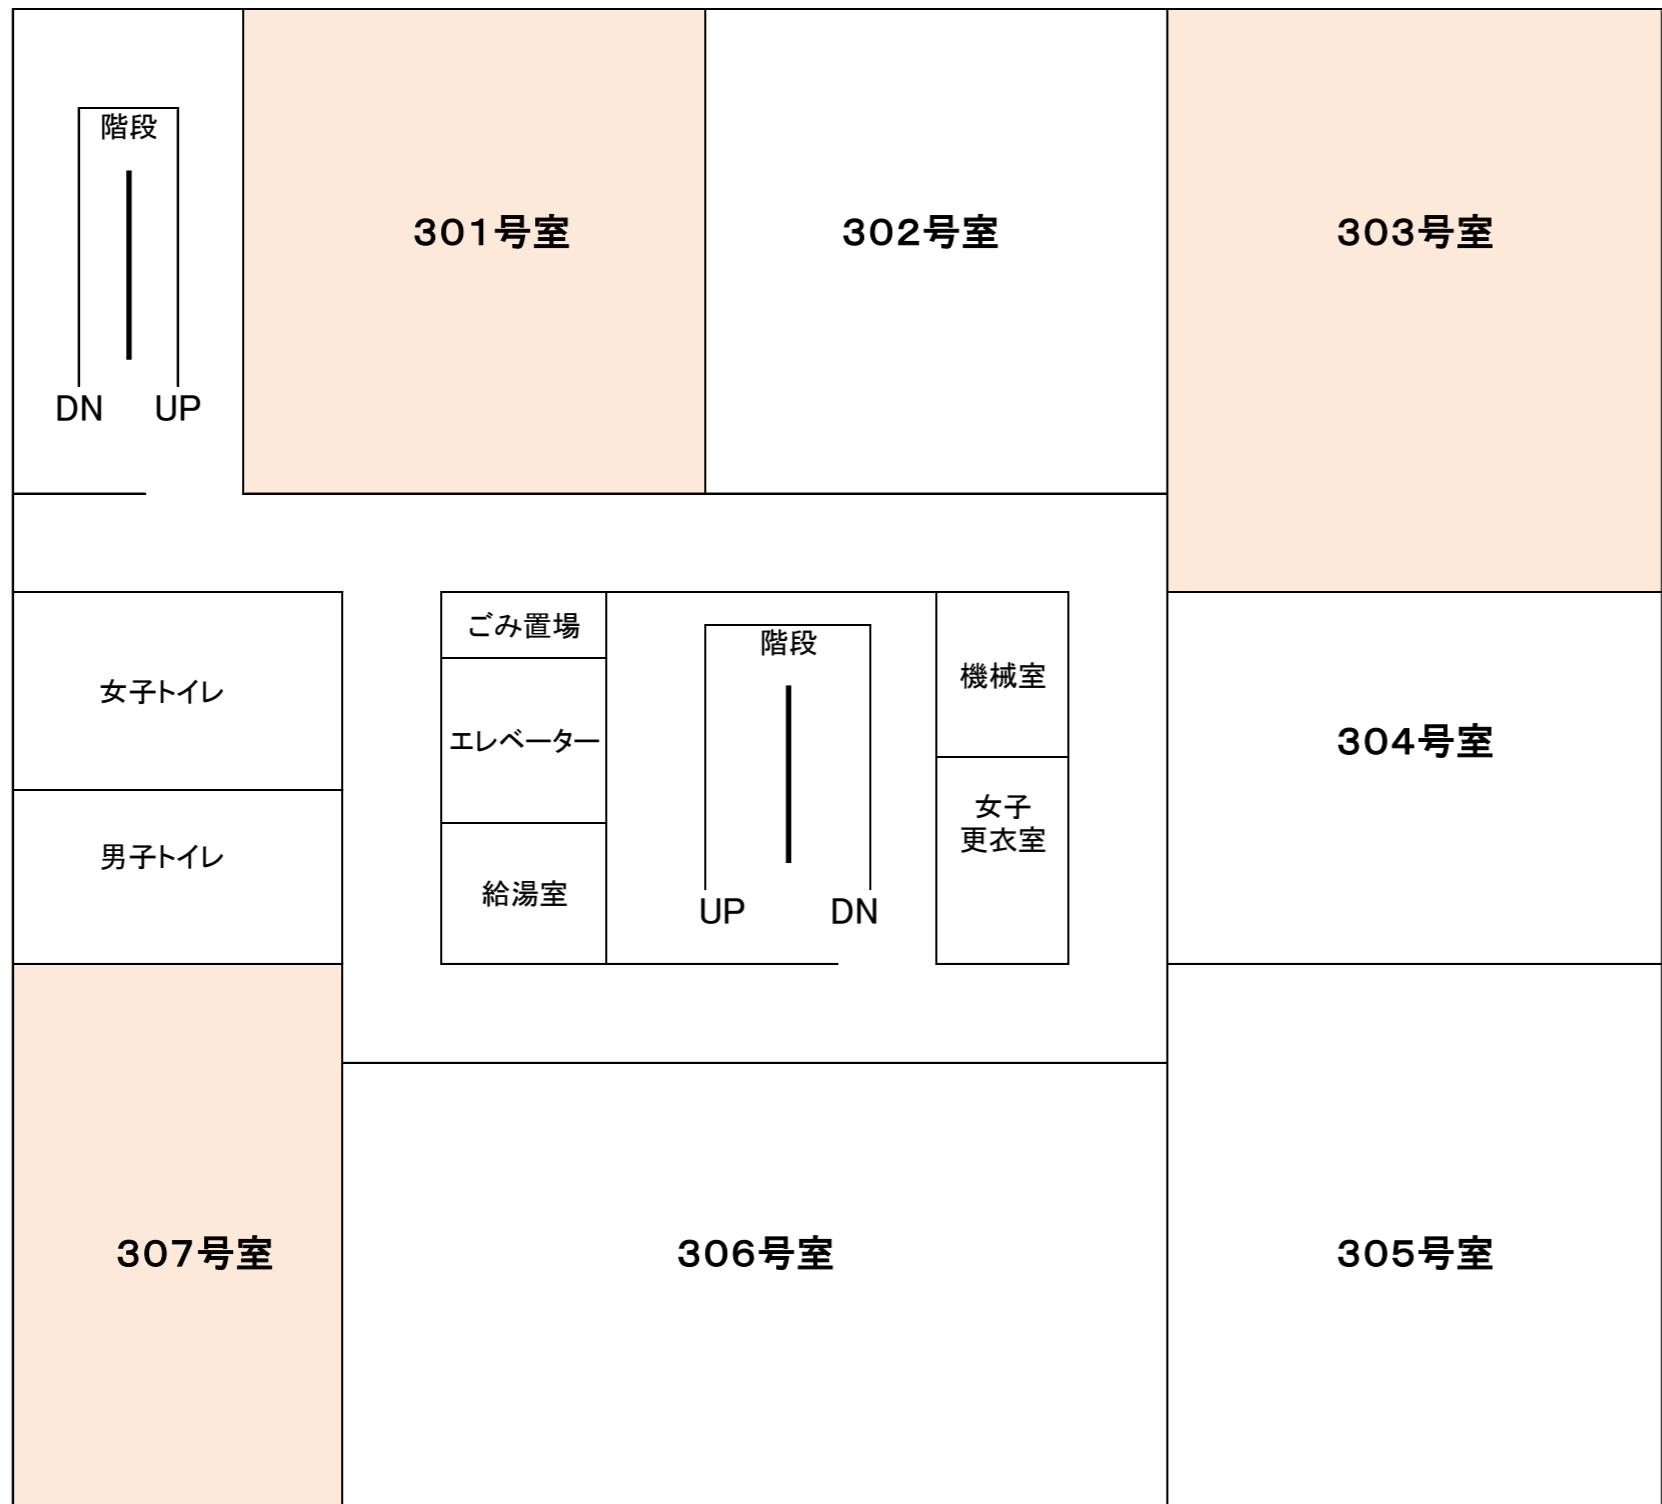 階段
DN UP
301号室
302号室
303号室
女子トイレ
男子トイレ
ごみ置場
エレベーター
給湯室
階段
UP DN
機械室
女子
更衣室
304号室
307号室
306号室
305号室